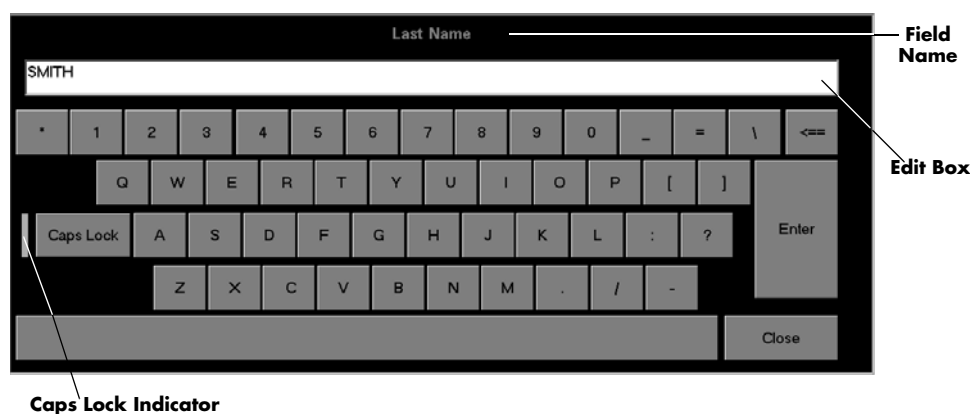 Last Name
Field
Name
SMITH
* 1 2 3 4 5 6 7 8 9 0 _ = \ <==
Edit Box
Q W E R T Y U I O P [ ]
Caps Lock A S D F G H J K L : ? Enter
Z X C V B N M . / -
Close
Caps Lock Indicator